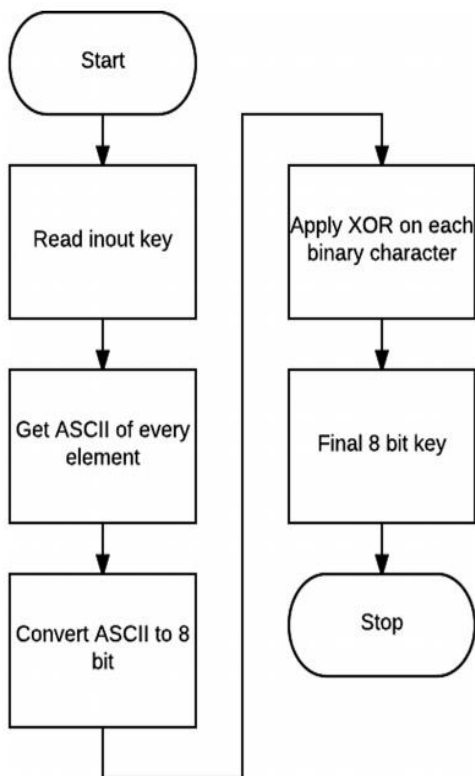 Start
Read inout key
Get ASCII of every
element
Convert ASCII to 8
bit
Apply XOR on each
binary character
Final 8 bit key
Stop